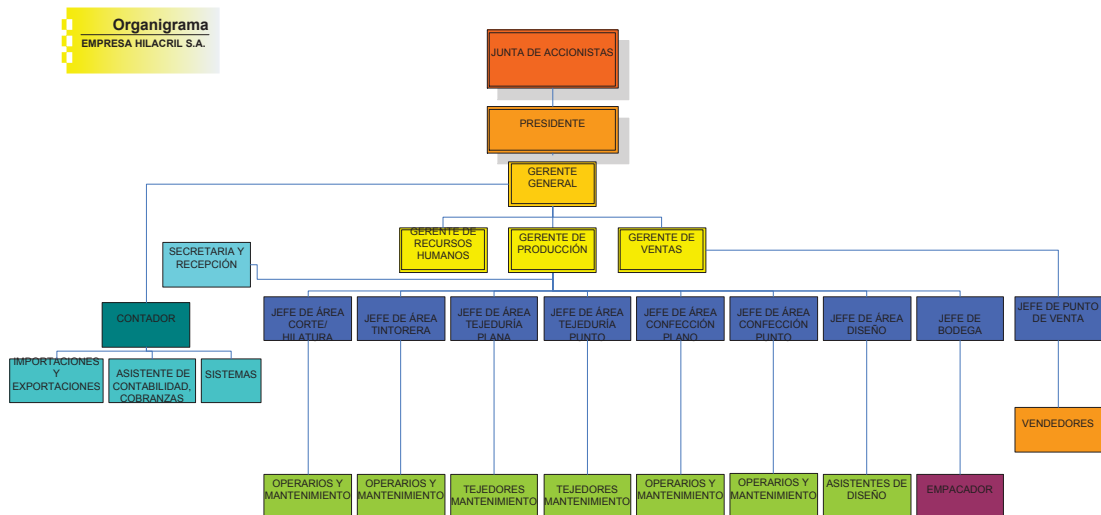 Organigrama
EMPRESA HILACRIL S.A.
JUNTA DE ACCIONISTAS
PRESIDENTE
GERENTE
GENERAL
GERENTE DE
RECURSOS
HUMANOS
GERENTE DE
PRODUCCIÓN
GERENTE DE
VENTAS
SECRETARIA Y
RECEPCIÓN
CONTADOR
JEFE DE ÁREA
CORTE/
HILATURA
JEFE DE ÁREA
TINTORERA
JEFE DE ÁREA
TEJEDURÍA
PLANA
JEFE DE ÁREA
TEJEDURÍA
PUNTO
JEFE DE ÁREA
CONFECCIÓN
PLANO
JEFE DE ÁREA
CONFECCIÓN
PUNTO
JEFE DE ÁREA
DISEÑO
JEFE DE
BODEGA
JEFE DE PUNTO
DE VENTA
IMPORTACIONES
Y
EXPORTACIONES
ASISTENTE DE
CONTABILIDAD,
COBRANZAS
SISTEMAS
VENDEDORES
OPERARIOS Y
MANTENIMIENTO
OPERARIOS Y
MANTENIMIENTO
TEJEDORES
MANTENIMIENTO
TEJEDORES
MANTENIMIENTO
OPERARIOS Y
MANTENIMIENTO
OPERARIOS Y
MANTENIMIENTO
ASISTENTES DE
DISEÑO
EMPACADOR